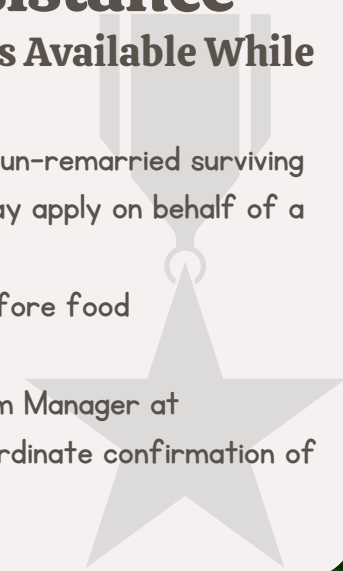 s Available While
/un-remarried surviving
ay apply on behalf of a
fore food
m Manager at
rdinate confirmation of